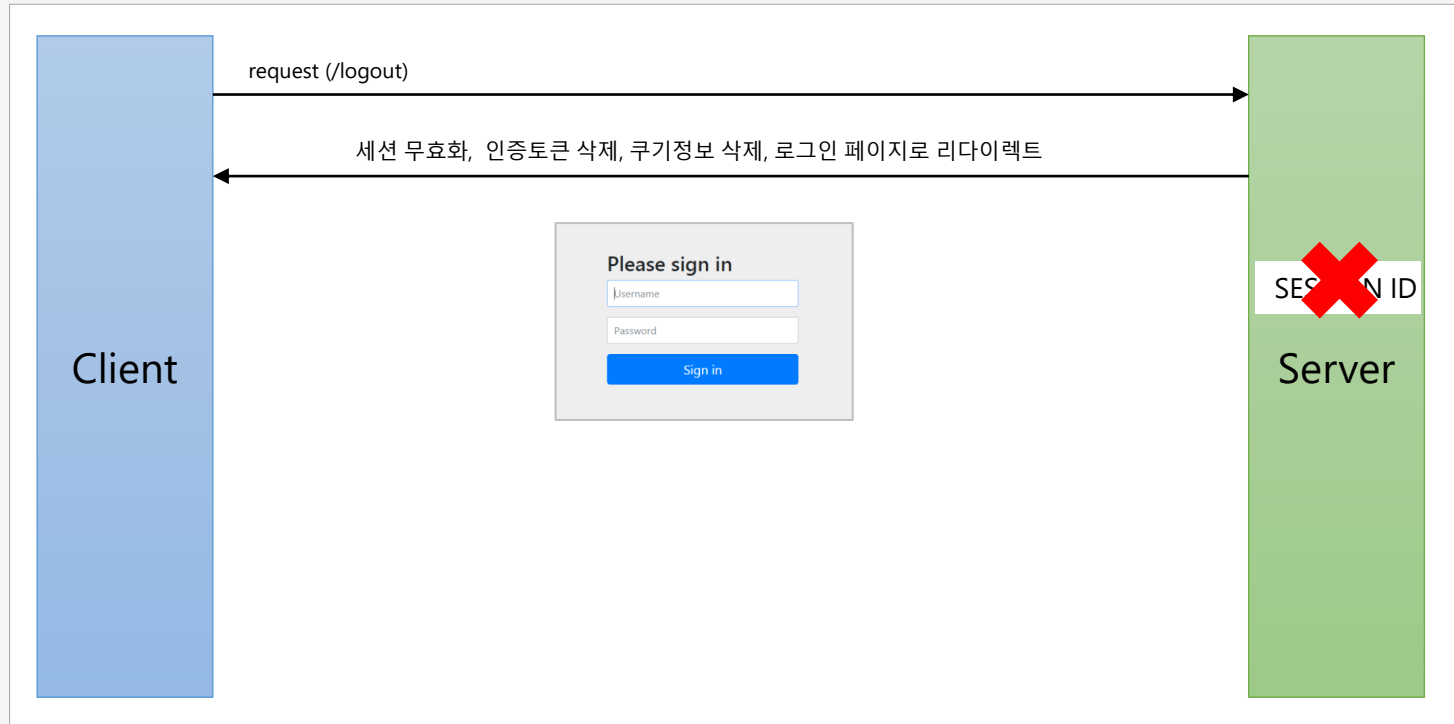 request (/logout)
세션 무효화, 인증토큰 삭제, 쿠기정보 삭제, 로그인 페이지로 리다이렉트
Please sign in
Username
Password
Sign in
ID
Client
Server